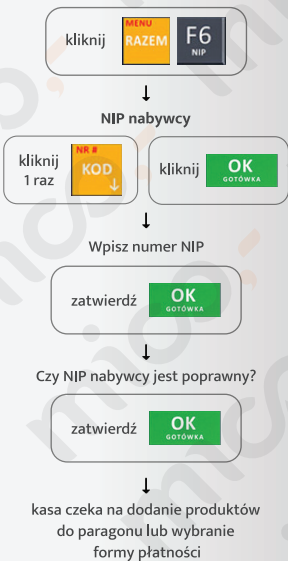 kliknij
MENU
RAZEM
F6
NIP
↓
NIP nabywcy
kliknij
1 raz
NR #
KOD
↓
kliknij
OK
GOTÓWKA
↓
Wpisz numer NIP
zatwierdź
OK
GOTÓWKA
↓
Czy NIP nabywcy jest poprawny?
zatwierdź
OK
GOTÓWKA
↓
kasa czeka na dodanie produktów
do paragonu lub wybranie
formy płatności